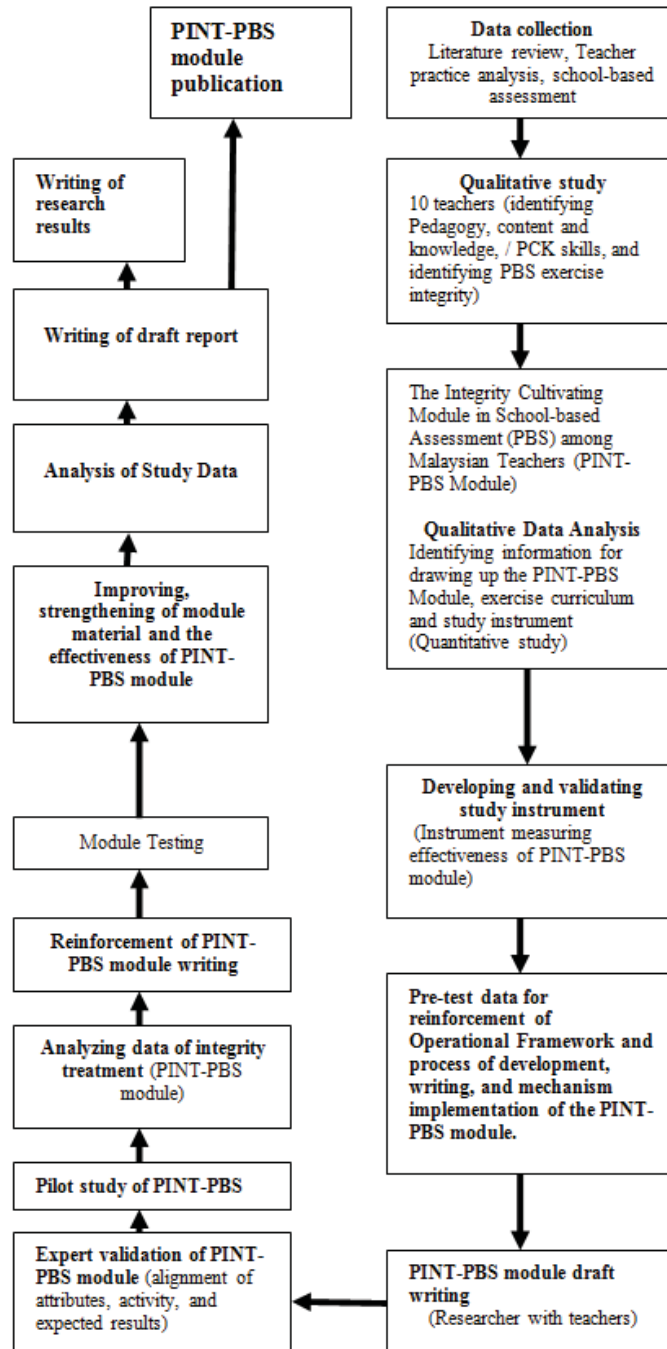 PINT-PBS
module
publication
Data collection
Literature review, Teacher
practice analysis, school-based
assessment
Writing of
research
results
Qualitative study
10 teachers (identifying
Pedagogy, content and
knowledge, / PCK skills, and
identifying PBS exercise
integrity)
Writing of draft report
The Integrity Cultivating
Module in School-based
Assessment (PBS) among
Malaysian Teachers (PINT-
PBS Module)
Qualitative Data Analysis
Identifying information for
drawing up the PINT-PBS
Module, exercise curriculum
and study instrument
(Quantitative study)
Analysis of Study Data
Improving,
strengthening of module
material and the
effectiveness of PINT-
PBS module
Developing and validating
study instrument
(Instrument measuring
effectiveness of PINT-PBS
module)
Module Testing
Reinforcement of PINT-
PBS module writing
Pre-test data for
reinforcement of
Operational Framework and
process of development,
writing, and mechanism
implementation of the PINT-
PBS module.
Analyzing data of integrity
treatment (PINT-PBS
module)
Pilot study of PINT-PBS
Expert validation of PINT-
PBS module (alignment of
attributes, activity, and
expected results)
PINT-PBS module draft
writing
(Researcher with teachers)